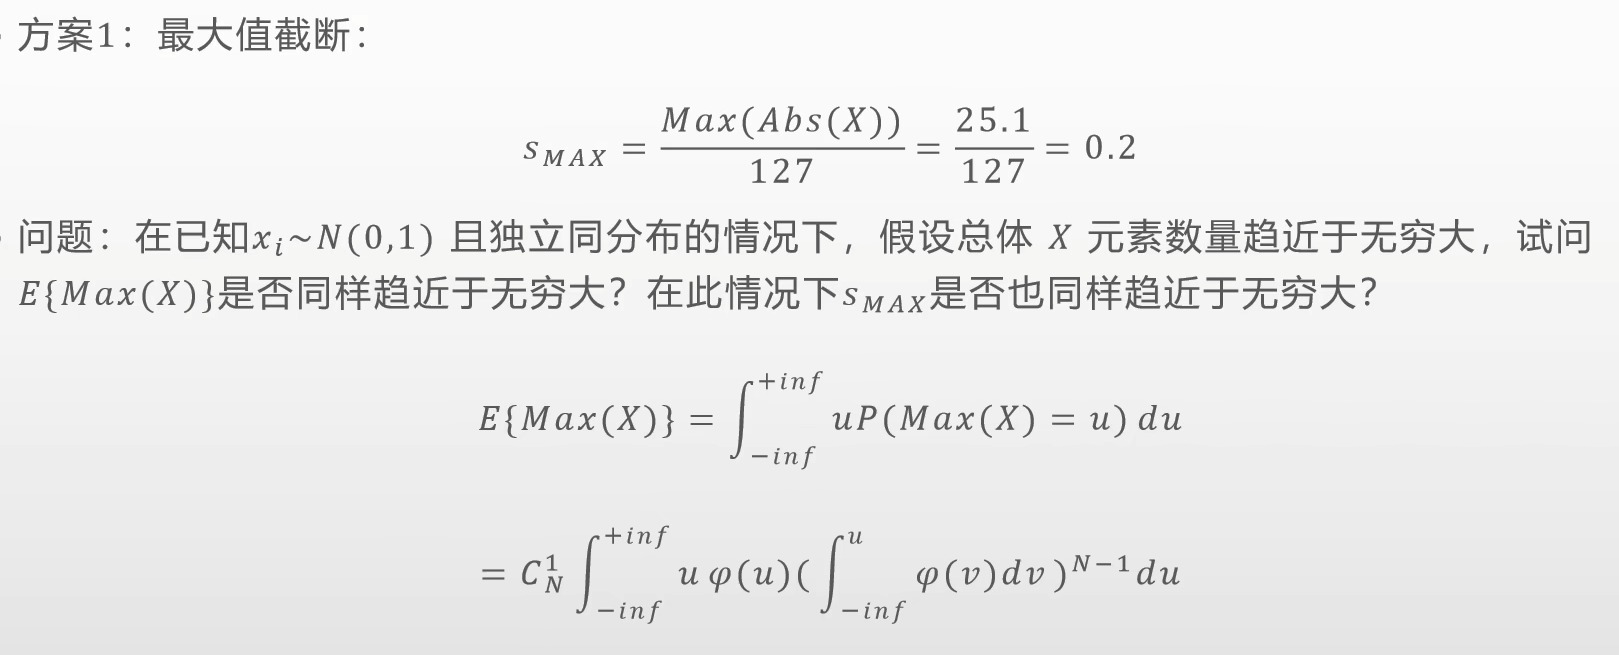 · 方案1：最大值截断：
s_{MAX} = \frac{Max(Abs(X))}{127} = \frac{25.1}{127} = 0.2
· 问题：在已知x_i~N(0,1) 且独立同分布的情况下，假设总体 X 元素数量趋近于无穷大，试问
E{Max(X)}是否同样趋近于无穷大？在此情况下s_{MAX}是否也同样趋近于无穷大？
E{Max(X)} = \int_{-inf}^{+inf} uP(Max(X) = u) du
= C_N^1 \int_{-inf}^{+inf} u φ(u)(\int_{-inf}^{u} φ(v)dv)^{N-1}du